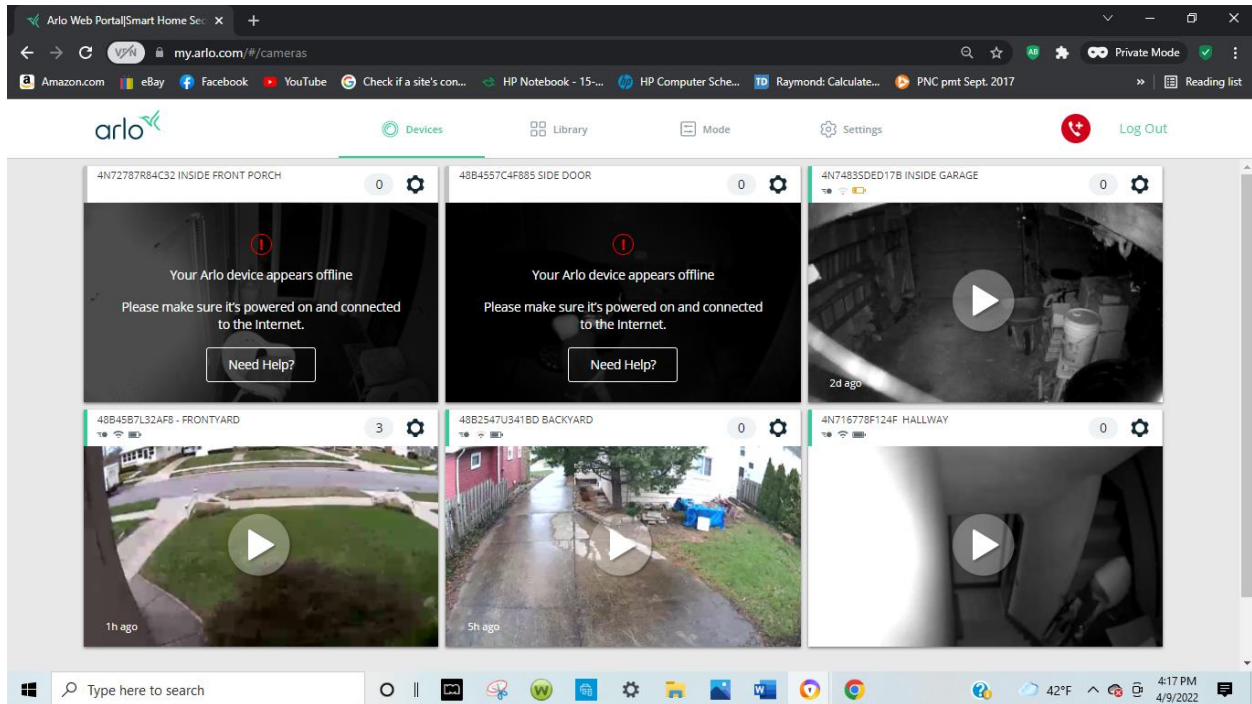 Arlo Web Portal|Smart Home Sec
my.arlo.com/#/cameras
VPN
AB
Private Mode
Amazon.com
eBay
Facebook
YouTube
Check if a site's con...
HP Notebook - 15-...
HP Computer Sche...
TD
Raymond: Calculate...
PNC pmt Sept. 2017
»
Reading list
arlo
Devices
Library
Mode
Settings
Log Out
4N72787R84C32 INSIDE FRONT PORCH
0
48B4557C4F885 SIDE DOOR
0
4N7483SDED17B INSIDE GARAGE
0
Your Arlo device appears offline
Please make sure it's powered on and connected
to the Internet.
Need Help?
Your Arlo device appears offline
Please make sure it's powered on and connected
to the Internet.
Need Help?
2d ago
48B45B7L32AF8 - FRONTYARD
3
48B2547U341BD BACKYARD
0
4N716778F124F HALLWAY
0
1h ago
5h ago
Type here to search
42°F
4:17 PM
4/9/2022